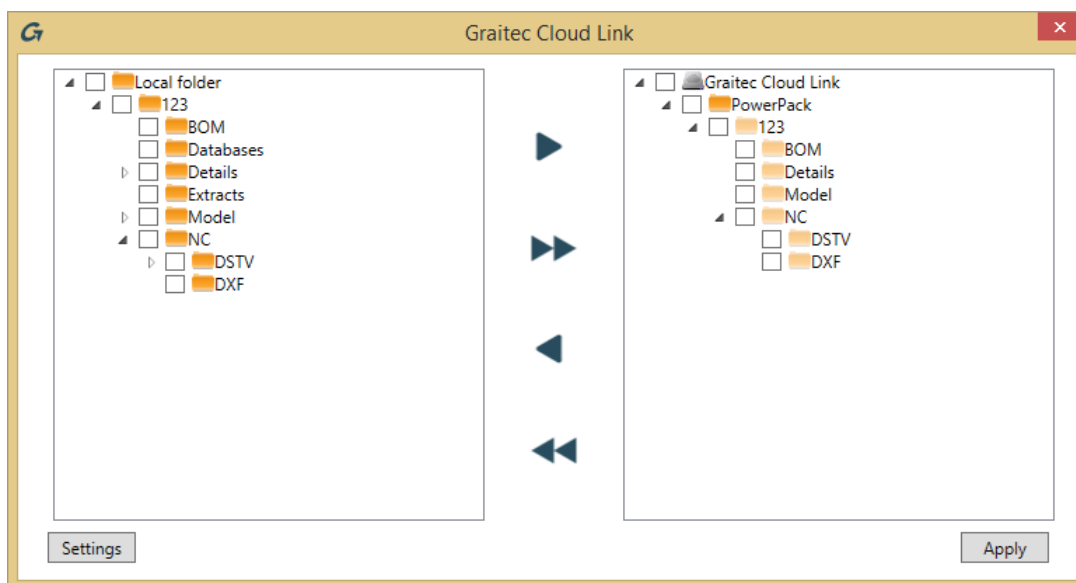 Graitec Cloud Link
Local folder
123
BOM
Databases
Details
Extracts
Model
NC
DSTV
DXF
Graitec Cloud Link
PowerPack
123
BOM
Details
Model
NC
DSTV
DXF
Settings
Apply